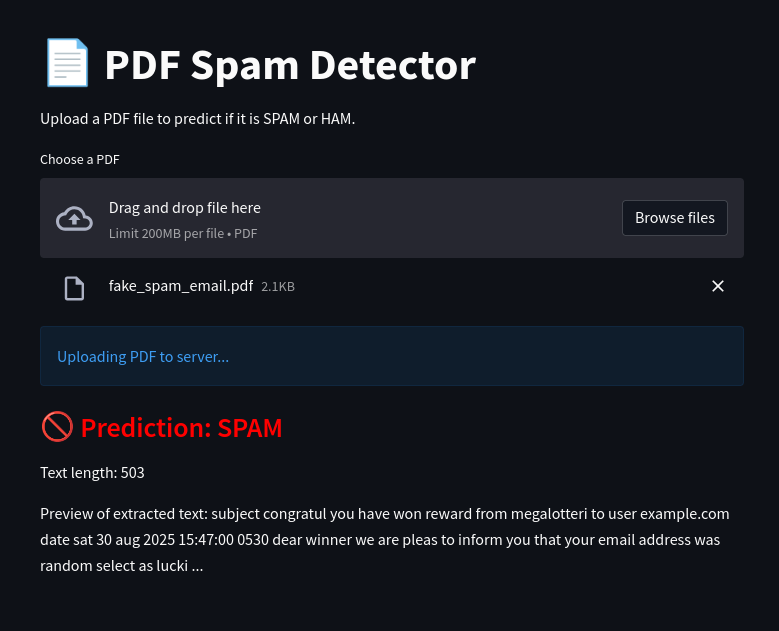 PDF Spam Detector
Upload a PDF file to predict if it is SPAM or HAM.
Choose a PDF
Drag and drop file here
Limit 200MB per file • PDF
Browse files
fake_spam_email.pdf 2.1KB
Uploading PDF to server...
Prediction: SPAM
Text length: 503
Preview of extracted text: subject congratul you have won reward from megalotteri to user example.com
date sat 30 aug 2025 15:47:00 0530 dear winner we are pleas to inform you that your email address was
random select as lucki ...